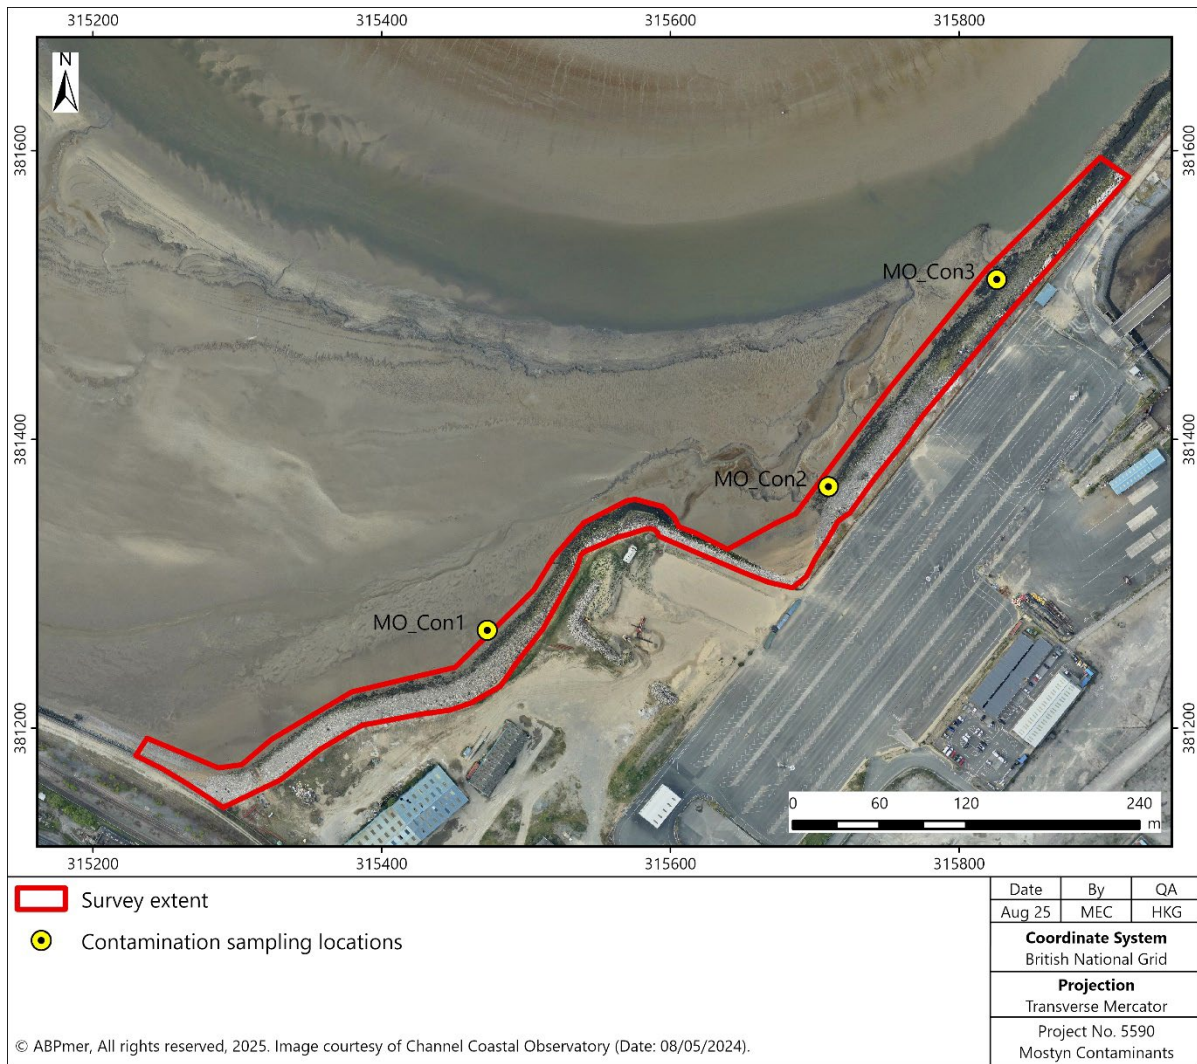 315200 315400 315600 315800
N
381600 381600
MO_Con3
381400 381400
MO_Con2
MO_Con1
381200 381200
0 60 120 240
m
315200 315400 315600 315800
Survey extent
Contamination sampling locations
Date By QA
Aug 25 MEC HKG
Coordinate System
British National Grid
Projection
Transverse Mercator
Project No. 5590
Mostyn Contaminants
© ABPmer, All rights reserved, 2025. Image courtesy of Channel Coastal Observatory (Date: 08/05/2024).